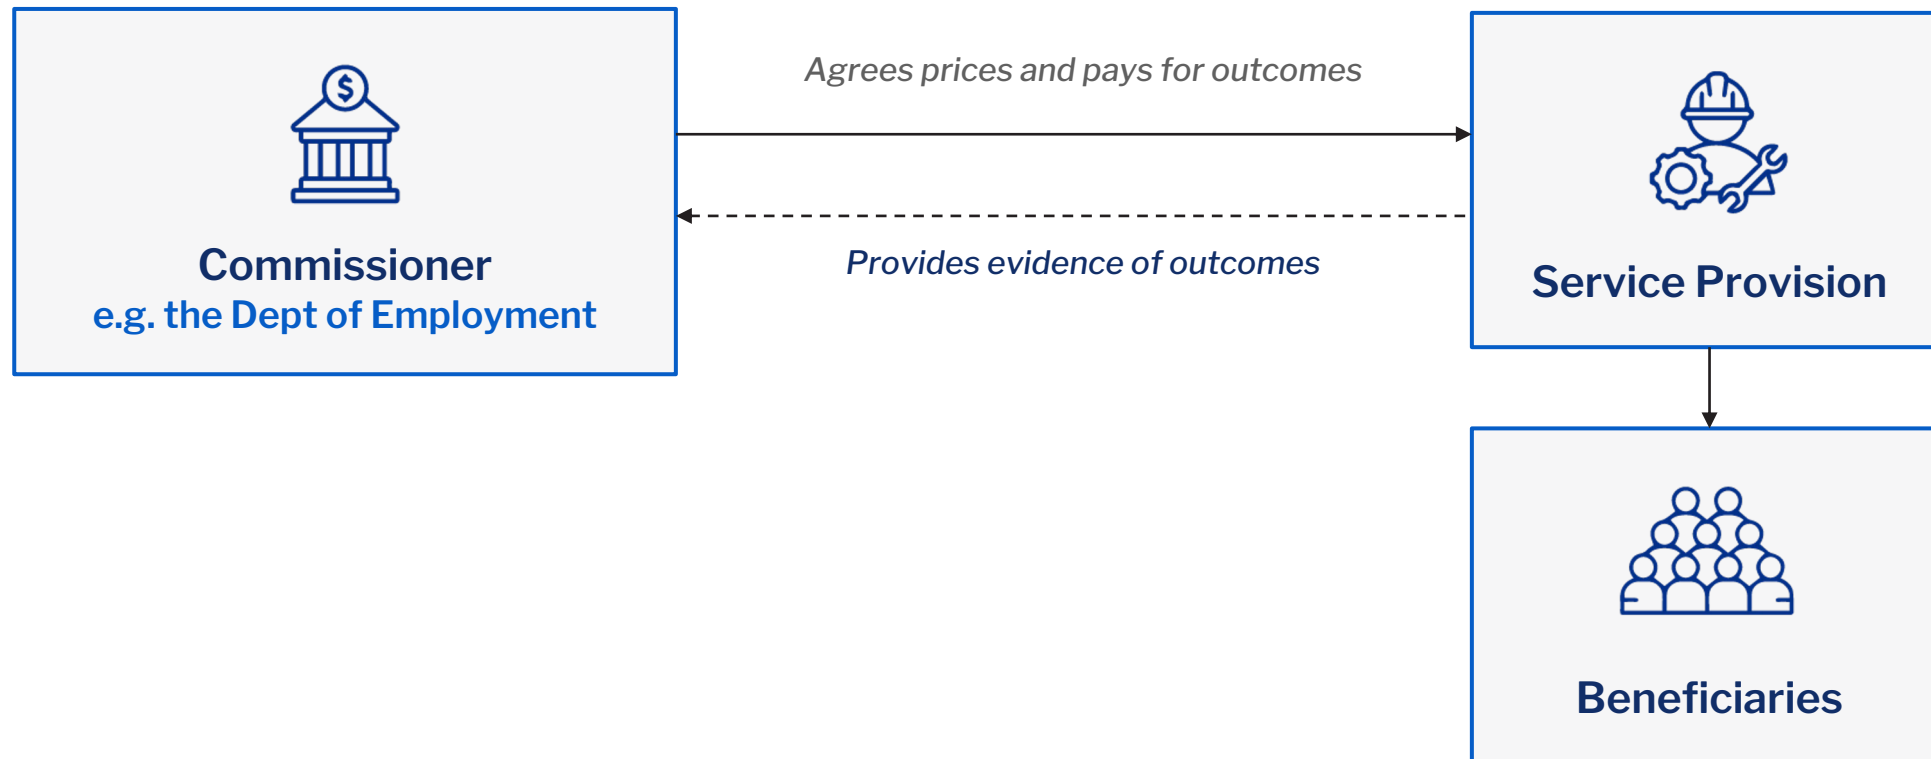 Agrees prices and pays for outcomes
$
Commissioner
e.g. the Dept of Employment
Provides evidence of outcomes
Service Provision
Beneficiaries